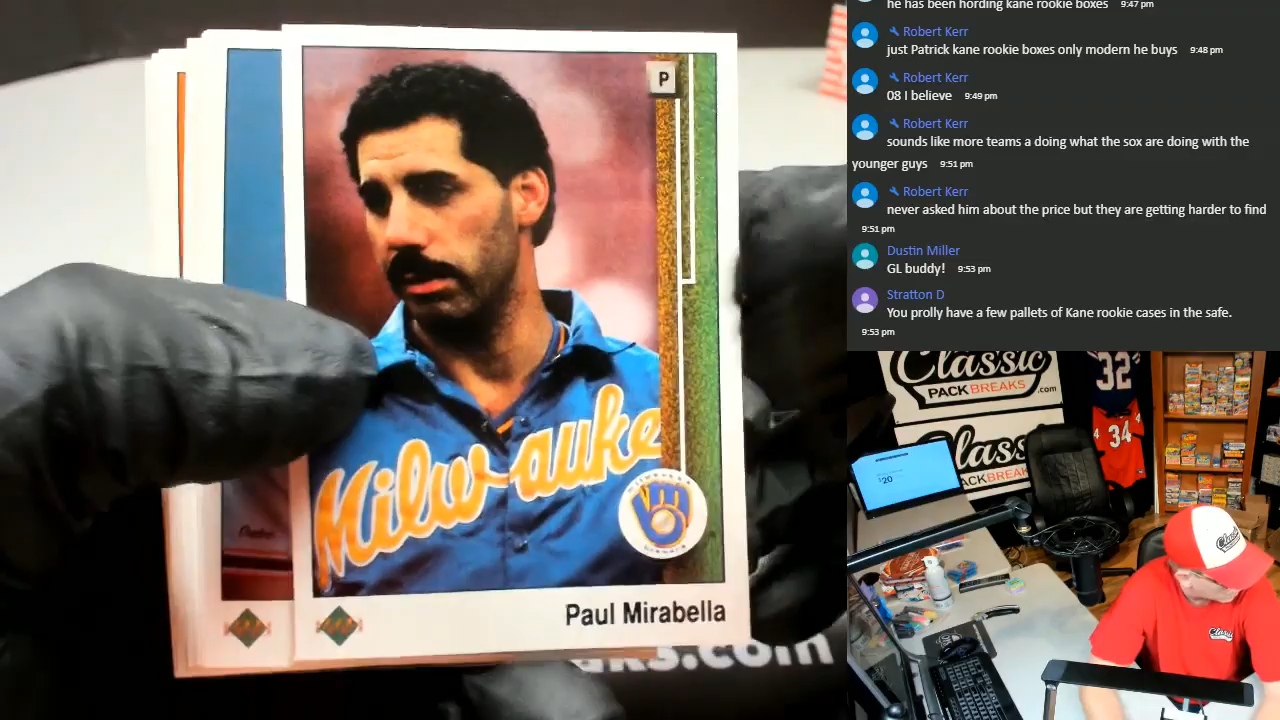 P
Milwaukee
Paul Mirabella
he has been hording kane rookie boxes 9:47 pm
Robert Kerr
just Patrick kane rookie boxes only modern he buys 9:48 pm
Robert Kerr
08 I believe 9:49 pm
Robert Kerr
sounds like more teams a doing what the sox are doing with the
younger guys 9:51 pm
Robert Kerr
never asked him about the price but they are getting harder to find
9:51 pm
Dustin Miller
GL buddy! 9:53 pm
Stratton D
You prolly have a few pallets of Kane rookie cases in the safe.
9:53 pm
Classic
PACKBREAKS.com
32
34
$20